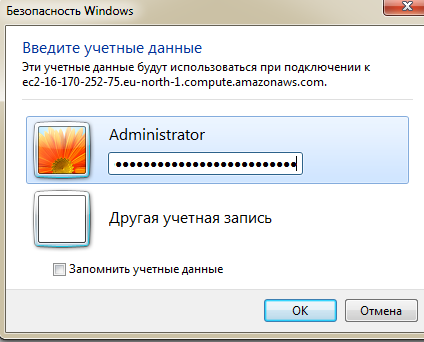 Безопасность Windows
Введите учетные данные
Эти учетные данные будут использоваться при подключении к
ec2-16-170-252-75.eu-north-1.compute.amazonaws.com.
Administrator
●●●●●●●●●●●●●●●●●●●●●●●●●●●
Другая учетная запись
Запомнить учетные данные
ОК
Отмена